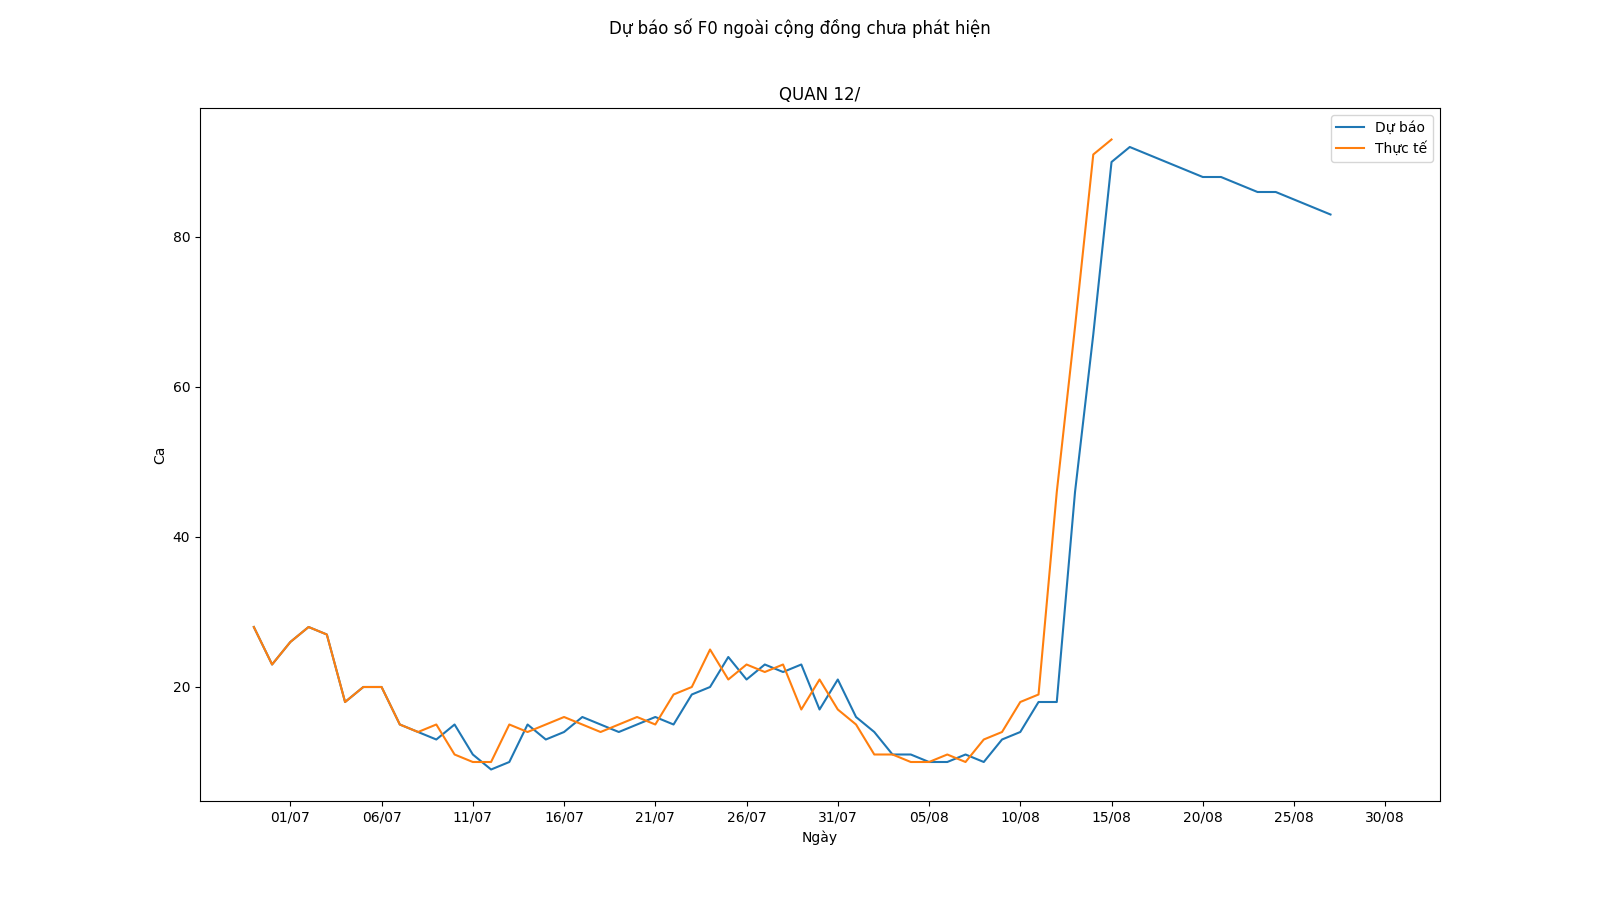 Dự báo số F0 ngoài cộng đồng chưa phát hiện
QUAN 12/
Dự báo
Thực tế
80
60
40
20
Ca
01/07 06/07 11/07 16/07 21/07 26/07 31/07 05/08 10/08 15/08 20/08 25/08 30/08
Ngày